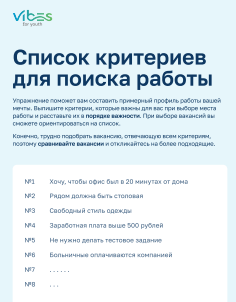 vibes
for youth
Список критериев
для поиска работы
Упражнение поможет вам составить примерный профиль работы вашей
мечты. Выпишите критерии, которые важны для вас при выборе места
работы и расставьте их в порядке важности. При выборе вакансий вы
сможете ориентироваться на список.
Конечно, трудно подобрать вакансию, отвечающую всем критериям,
поэтому сравнивайте вакансии и откликайтесь на более подходящие.
№1 Хочу, чтобы офис был в 20 минутах от дома
№2 Рядом должна быть столовая
№3 Свободный стиль одежды
№4 Заработная плата выше 500 рублей
№5 Не нужно делать тестовое задание
№6 Больничные оплачиваются компанией
№7 . . . . . .
№8 . . .